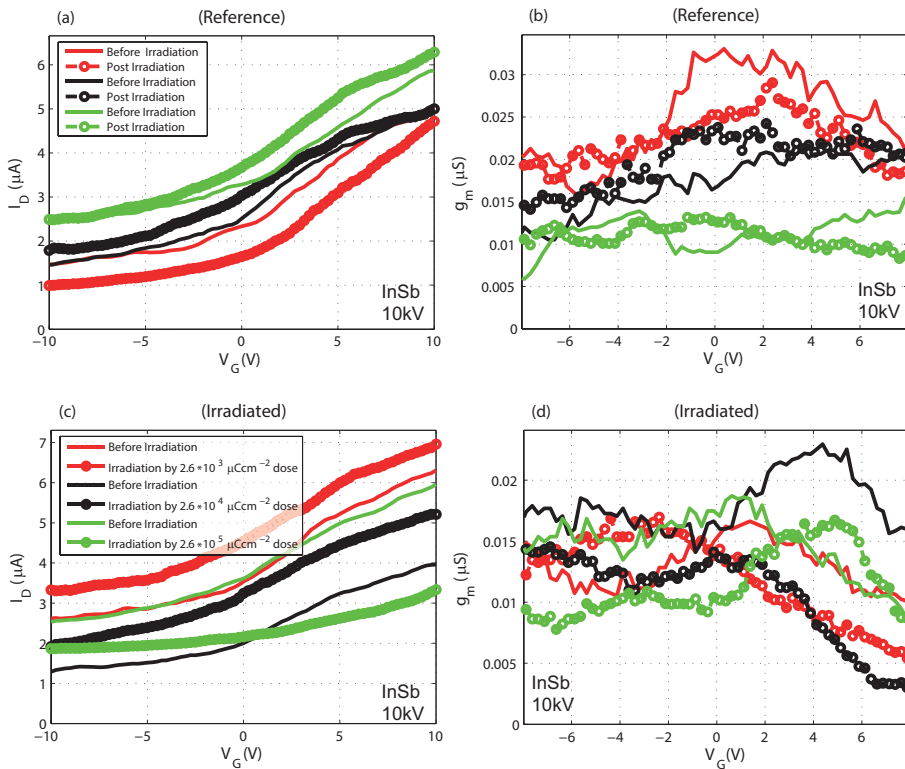 (a) (Reference)
6
5
4
3
2
1
0
I_D (μA)
Before Irradiation
Post Irradiation
Before Irradiation
Post Irradiation
Before Irradiation
Post Irradiation
InSb
10kV
−10 −5 0 5 10
V_G(V)
(b) (Reference)
0.03
0.025
0.02
0.015
0.01
0.005
0
g_m (μS)
InSb
10kV
−6 −4 −2 0 2 4 6
V_G(V)
(c) (Irradiated)
7
6
5
4
3
2
1
0
I_D (μA)
Before Irradiation
Irradiation by 2.6*10³ μCcm⁻² dose
Before Irradiation
Irradiation by 2.6*10⁴ μCcm⁻² dose
Before Irradiation
Irradiation by 2.6*10⁵ μCcm⁻² dose
InSb
10kV
−10 −5 0 5 10
V_G(V)
(d) (Irradiated)
0.02
0.015
0.01
0.005
0
g_m (μS)
InSb
10kV
−6 −4 −2 0 2 4 6 8
V_G(V)